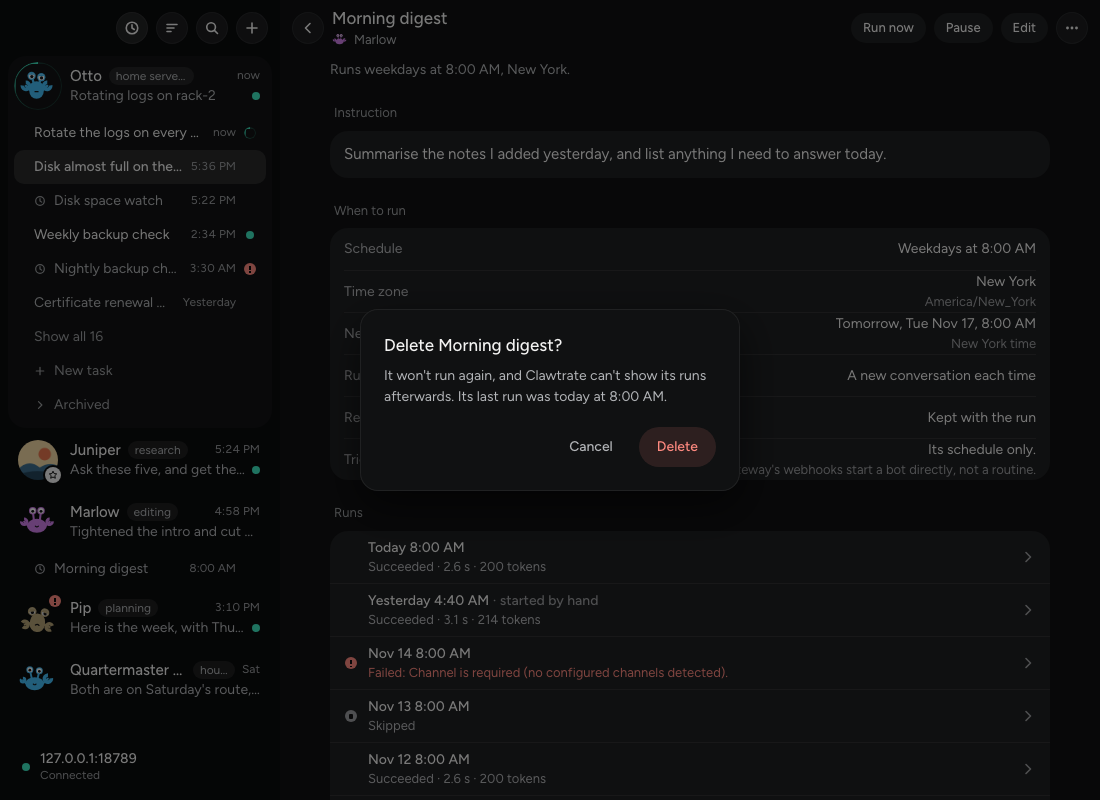 Otto home serve... now
Rotating logs on rack-2
Rotate the logs on every ... now
Disk almost full on the... 5:36 PM
Disk space watch 5:22 PM
Weekly backup check 2:34 PM
Nightly backup ch... 3:30 AM
Certificate renewal ... Yesterday
Show all 16
New task
Archived
Juniper research 5:24 PM
Ask these five, and get the...
Marlow editing 4:58 PM
Tightened the intro and cut ...
Morning digest 8:00 AM
Pip planning 3:10 PM
Here is the week, with Thu...
Quartermaster ... hou... Sat
Both are on Saturday's route,...
127.0.0.1:18789
Connected
Morning digest
Marlow
Run now Pause Edit
Runs weekdays at 8:00 AM, New York.
Instruction
Summarise the notes I added yesterday, and list anything I need to answer today.
When to run
Schedule Weekdays at 8:00 AM
Time zone New York
America/New_York
Tomorrow, Tue Nov 17, 8:00 AM
New York time
A new conversation each time
Kept with the run
Its schedule only.
webhooks start a bot directly, not a routine.
Delete Morning digest?
It won't run again, and Clawtrate can't show its runs
afterwards. Its last run was today at 8:00 AM.
Cancel Delete
Runs
Today 8:00 AM
Succeeded · 2.6 s · 200 tokens
Yesterday 4:40 AM · started by hand
Succeeded · 3.1 s · 214 tokens
Nov 14 8:00 AM
Failed: Channel is required (no configured channels detected).
Nov 13 8:00 AM
Skipped
Nov 12 8:00 AM
Succeeded · 2.6 s · 200 tokens